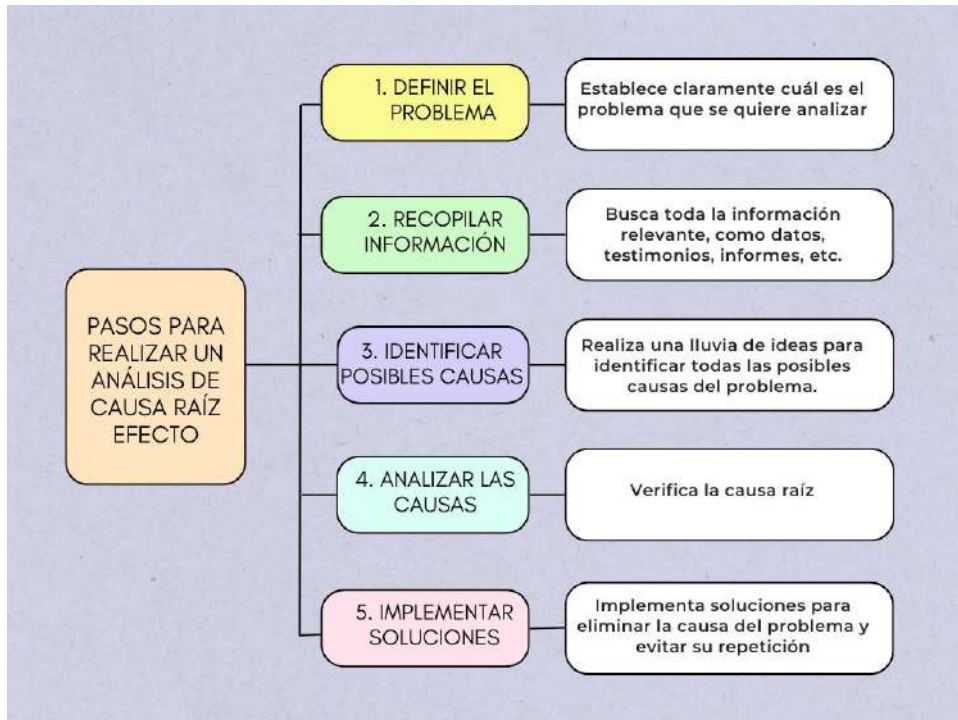 PASOS PARA
REALIZAR UN
ANÁLISIS DE
CAUSA RAÍZ
EFECTO
1. DEFINIR EL
PROBLEMA
Establece claramente cuál es el
problema que se quiere analizar
2. RECOPILAR
INFORMACIÓN
Busca toda la información
relevante, como datos,
testimonios, informes, etc.
3. IDENTIFICAR
POSIBLES CAUSAS
Realiza una lluvia de ideas para
identificar todas las posibles
causas del problema.
4. ANALIZAR LAS
CAUSAS
Verifica la causa raíz
5. IMPLEMENTAR
SOLUCIONES
Implementa soluciones para
eliminar la causa del problema y
evitar su repetición